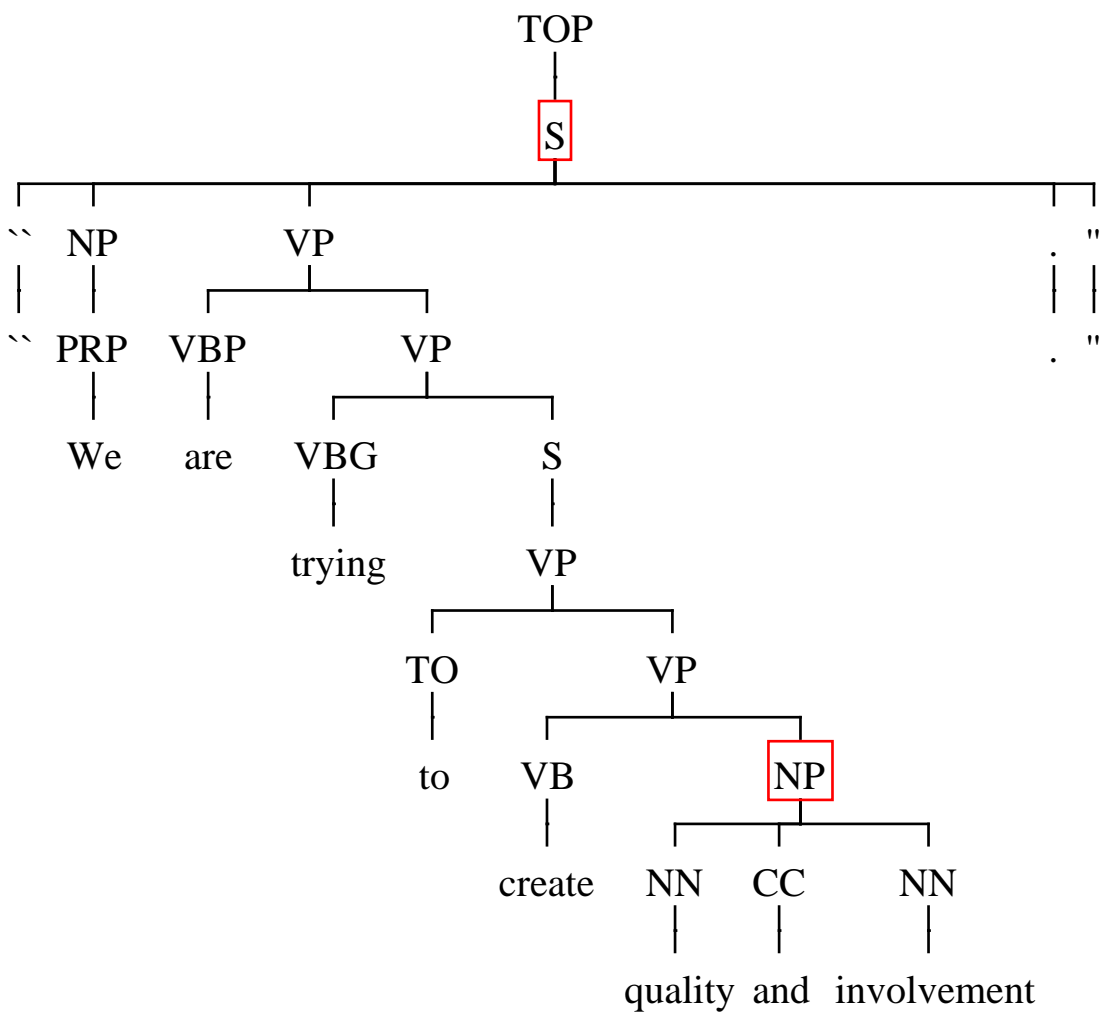 TOP
S
`` NP VP . "
`` PRP VBP VP . "
We are VBG S
trying VP
TO VP
to VB NP
create NN CC NN
quality and involvement